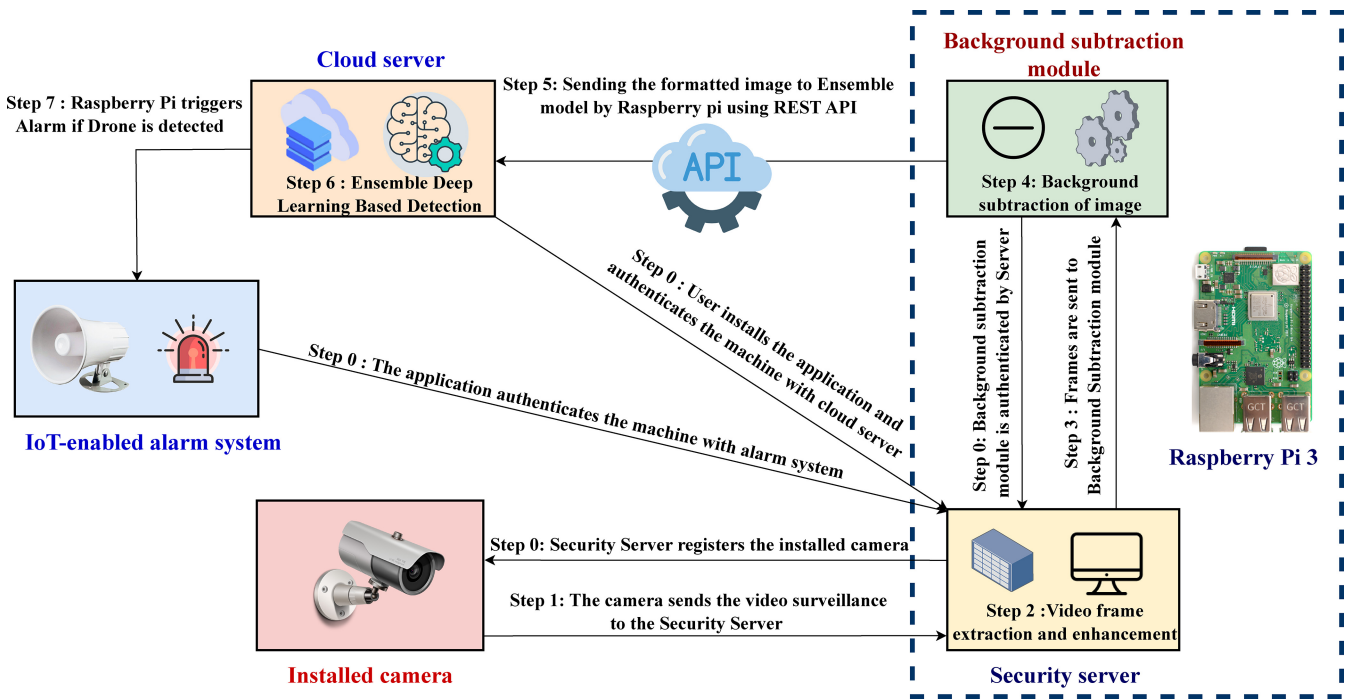 Background subtraction
module
Cloud server
Step 5: Sending the formatted image to Ensemble
model by Raspberry pi using REST API
Step 7 : Raspberry Pi triggers
Alarm if Drone is detected
API
Step 6 : Ensemble Deep
Learning Based Detection
Step 4: Background
subtraction of image
Step 0 : User installs the application and
authenticates the machine with cloud server
Step 0: Background subtraction
module is authenticated by Server
Step 3 : Frames are sent to
Background Subtraction module
HDMI
GCT
GCT
Raspberry Pi 3
Step 0 : The application authenticates the machine with alarm system
IoT-enabled alarm system
Step 0: Security Server registers the installed camera
Step 1: The camera sends the video surveillance
to the Security Server
Step 2 :Video frame
extraction and enhancement
Installed camera
Security server